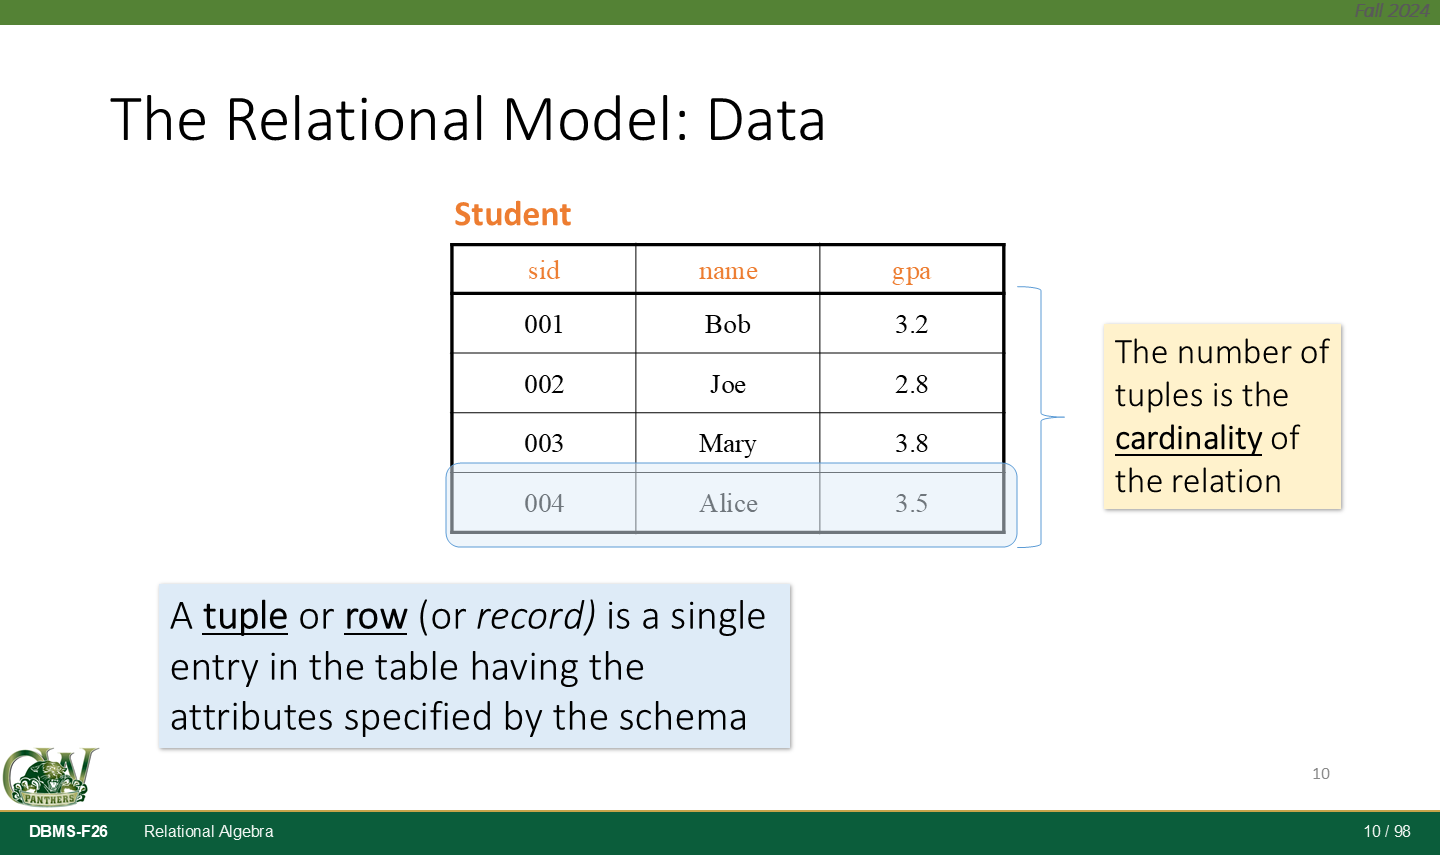 Fall 2024
The Relational Model: Data
Student
sid name gpa
001 Bob 3.2
002 Joe 2.8
003 Mary 3.8
004 Alice 3.5
The number of
tuples is the
cardinality of
the relation
A tuple or row (or record) is a single
entry in the table having the
attributes specified by the schema
OW
PANTHERS
10
DBMS-F26 Relational Algebra 10 / 98